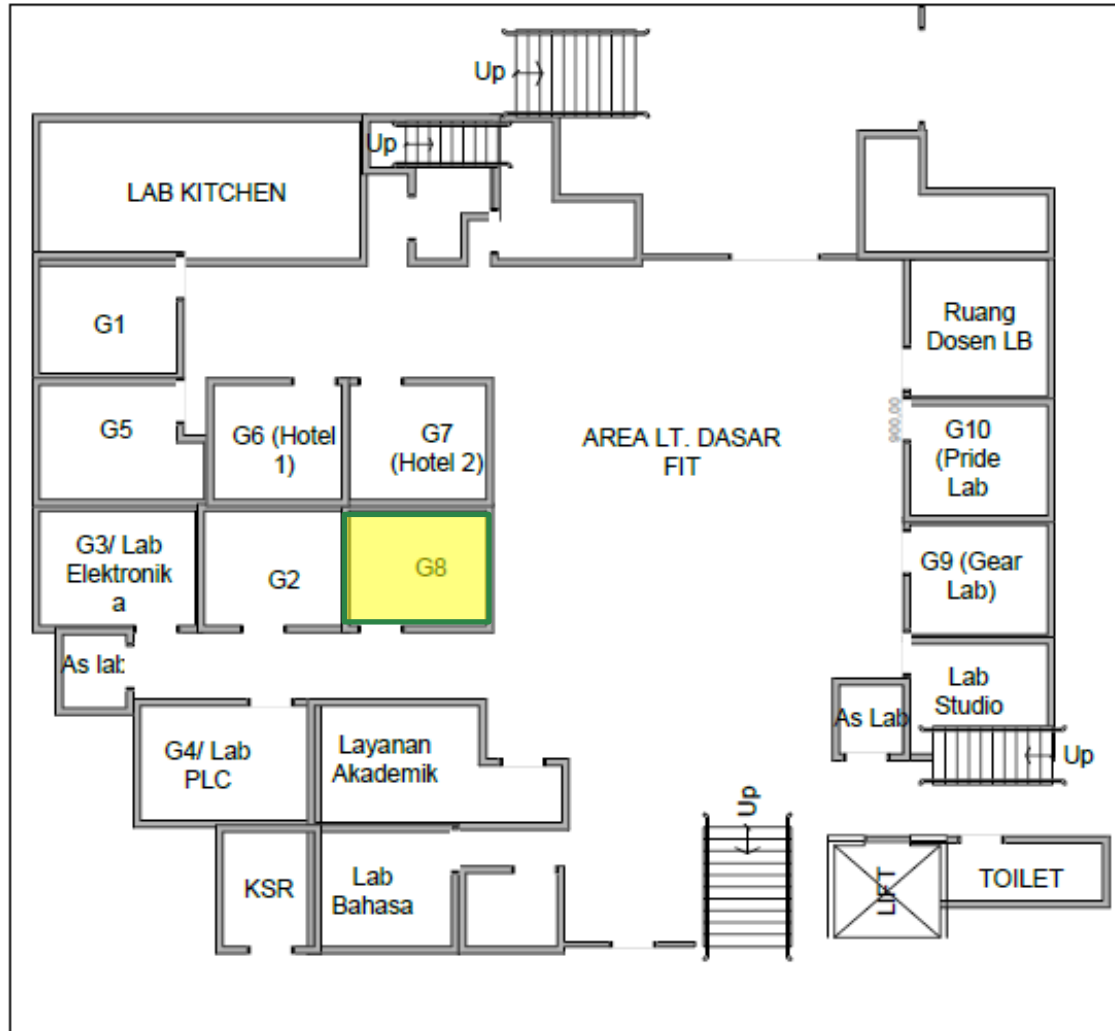 Up
Up
LAB KITCHEN
G1
Ruang
Dosen LB
G5
G6 (Hotel
1)
G7
(Hotel 2)
AREA LT. DASAR
FIT
900,00
G10
(Pride
Lab
G3/ Lab
Elektronik
a
G2
G8
G9 (Gear
Lab)
As lab
Lab
Studio
As Lab
G4/ Lab
PLC
Layanan
Akademik
Up
Up
KSR
Lab
Bahasa
LIFT
TOILET